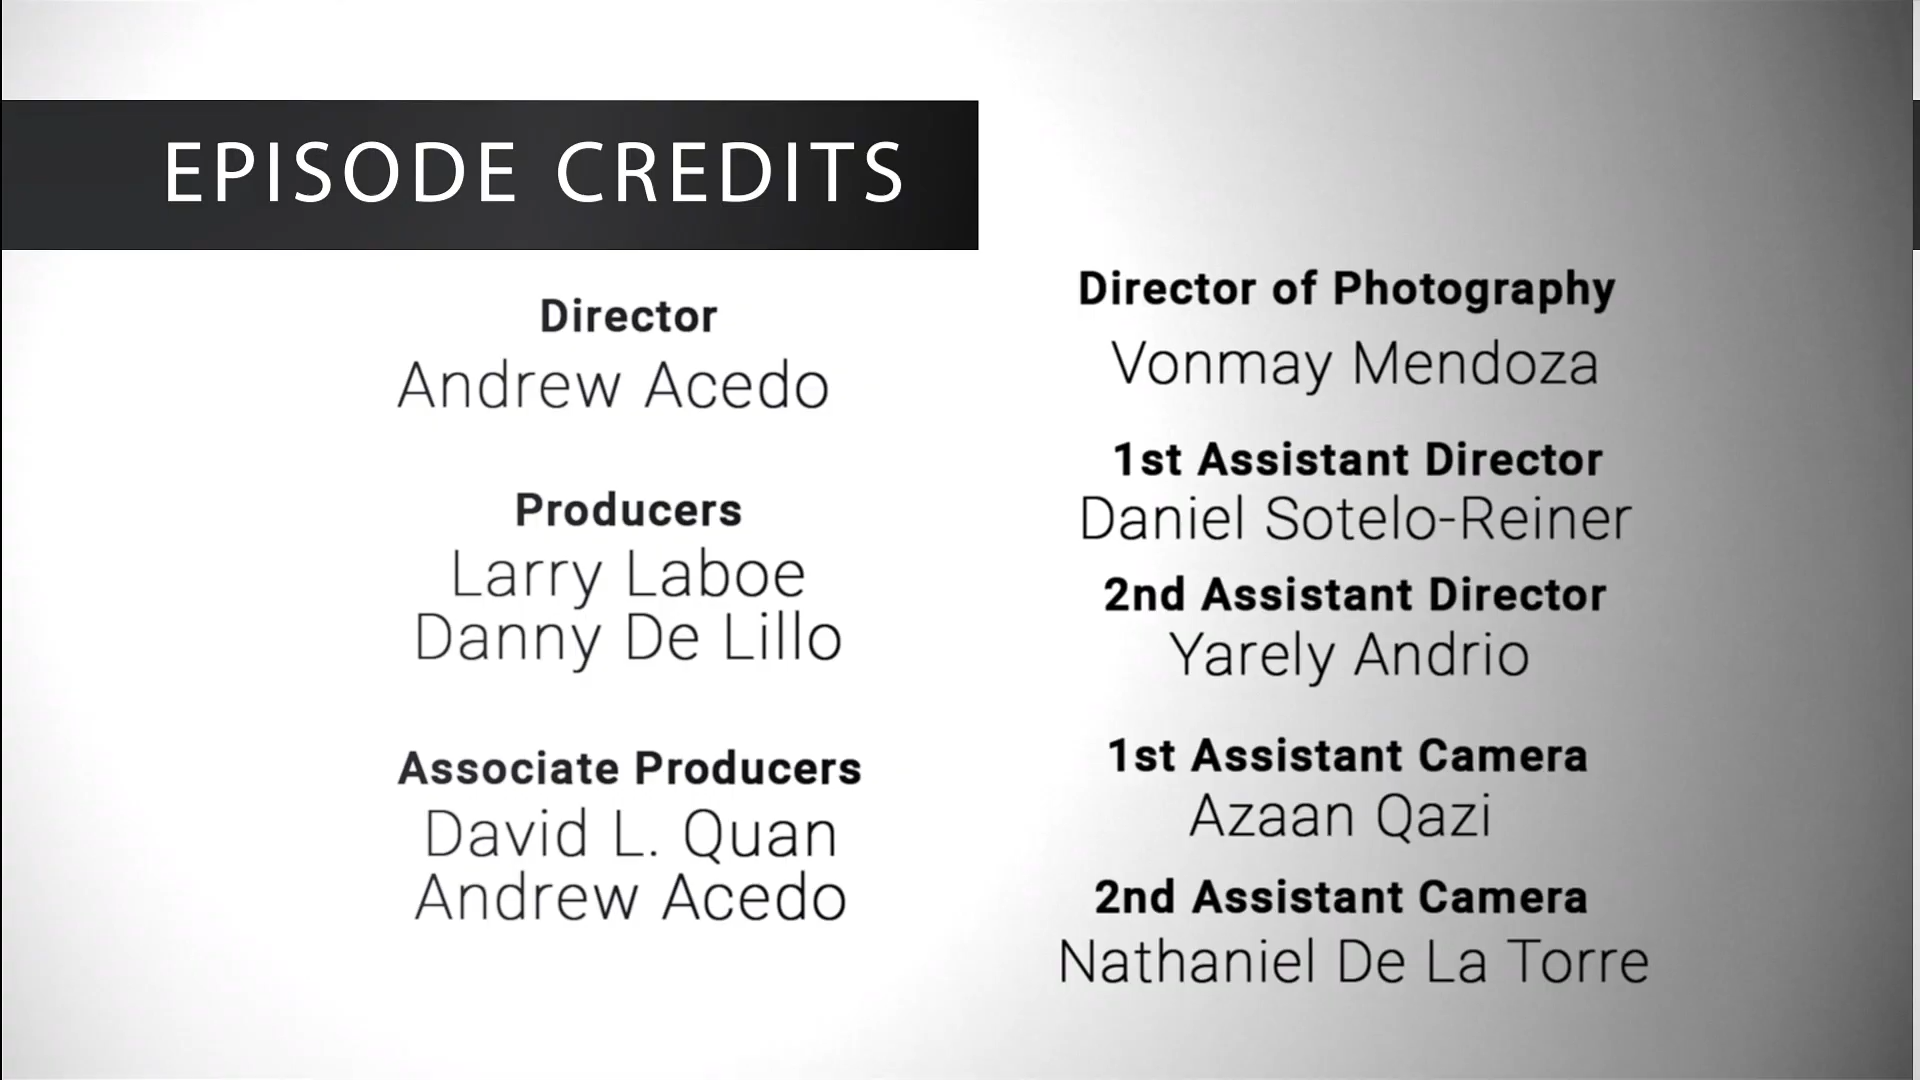 EPISODE CREDITS
Director
Andrew Acedo
Producers
Larry Laboe
Danny De Lillo
Associate Producers
David L. Quan
Andrew Acedo
Director of Photography
Vonmay Mendoza
1st Assistant Director
Daniel Sotelo-Reiner
2nd Assistant Director
Yarely Andrio
1st Assistant Camera
Azaan Qazi
2nd Assistant Camera
Nathaniel De La Torre